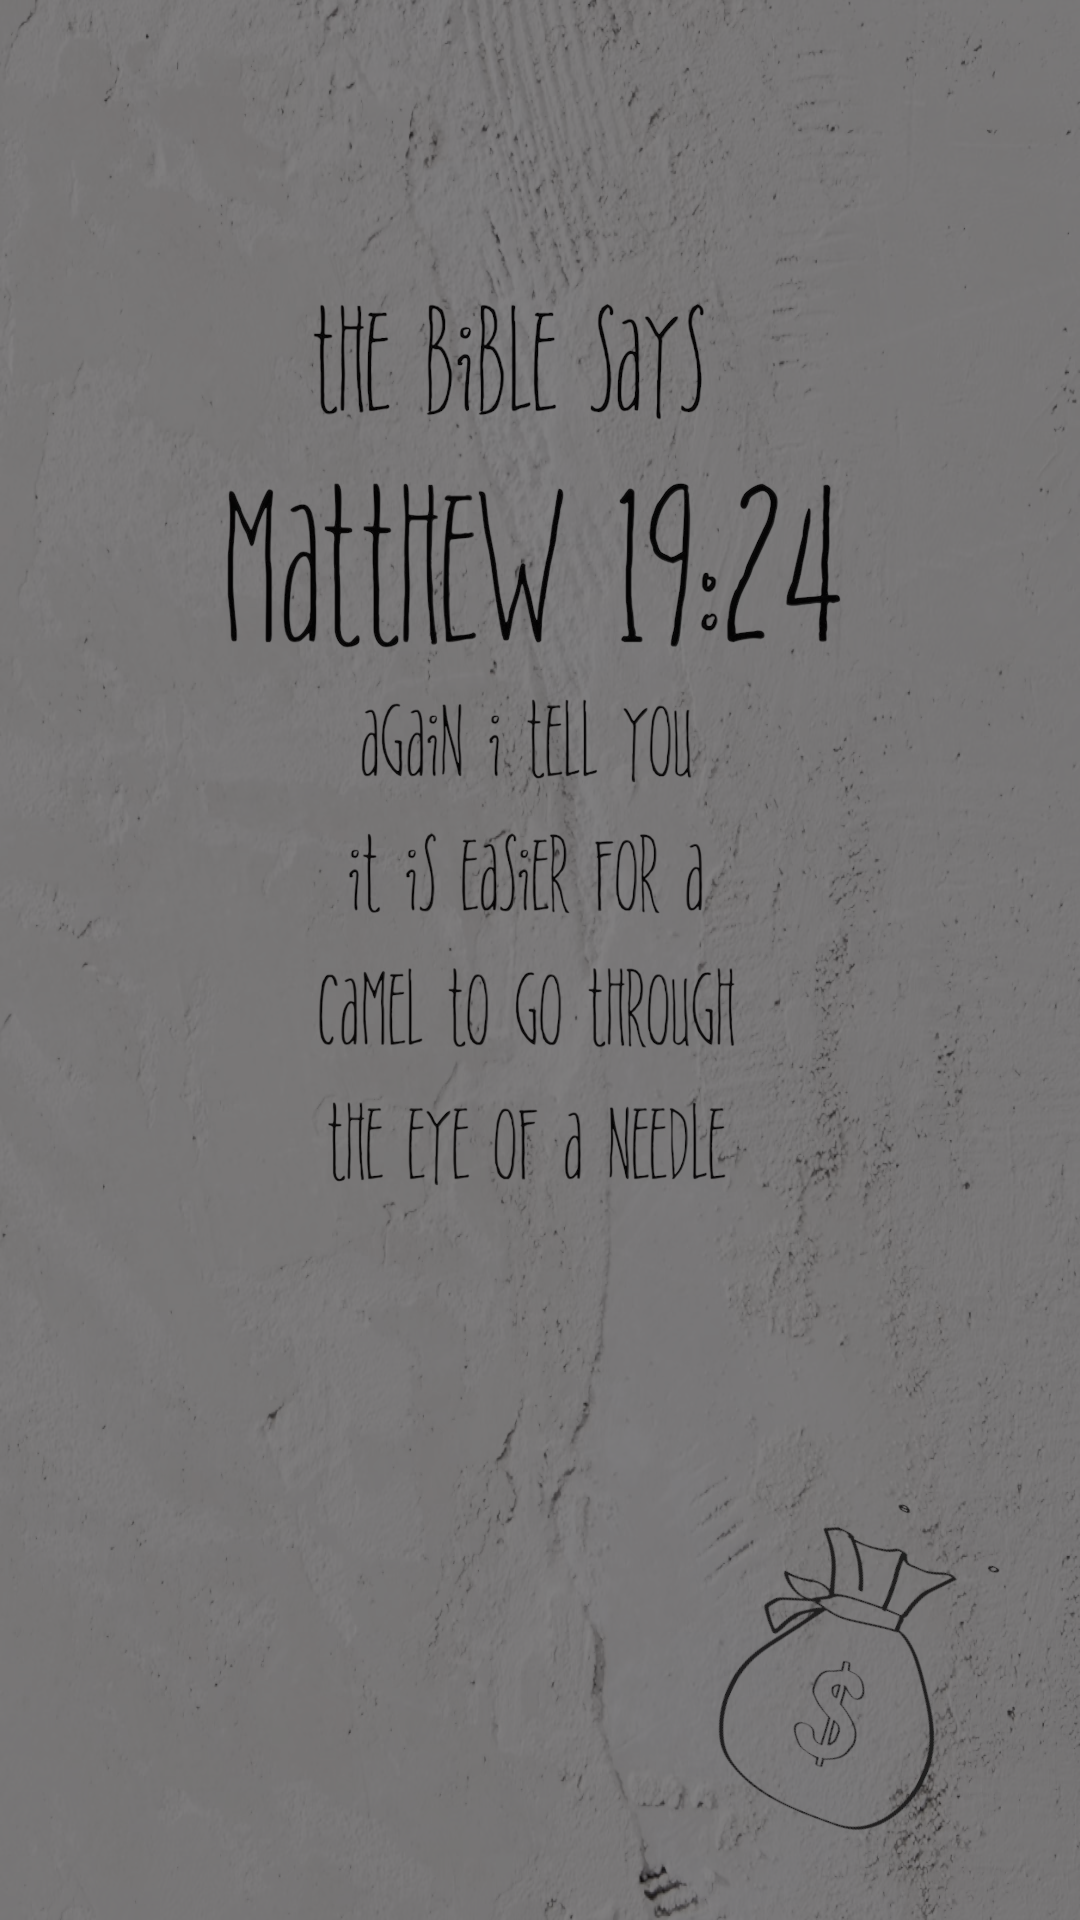 tHE BiBLE SaYS
MattHEW 19:24
aGaiN i tELL YOu
it iS EaSiER FOR a
CaMEL tO GO tHROuGH
tHE EYE OF a NEEDLE
$